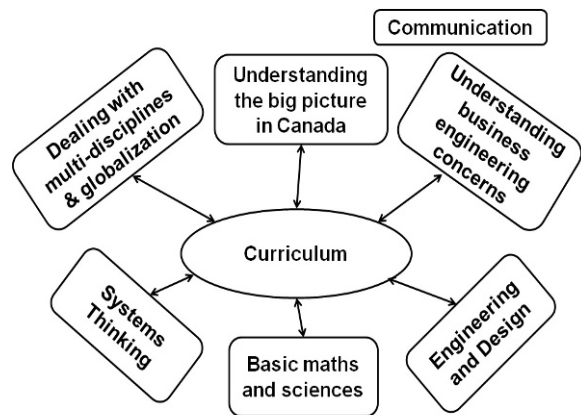 Communication
Dealing with
multi-disciplines
& globalization
Understanding
the big picture
in Canada
Understanding
business
engineering
concerns
Curriculum
Systems
Thinking
Basic maths
and sciences
Engineering
and Design